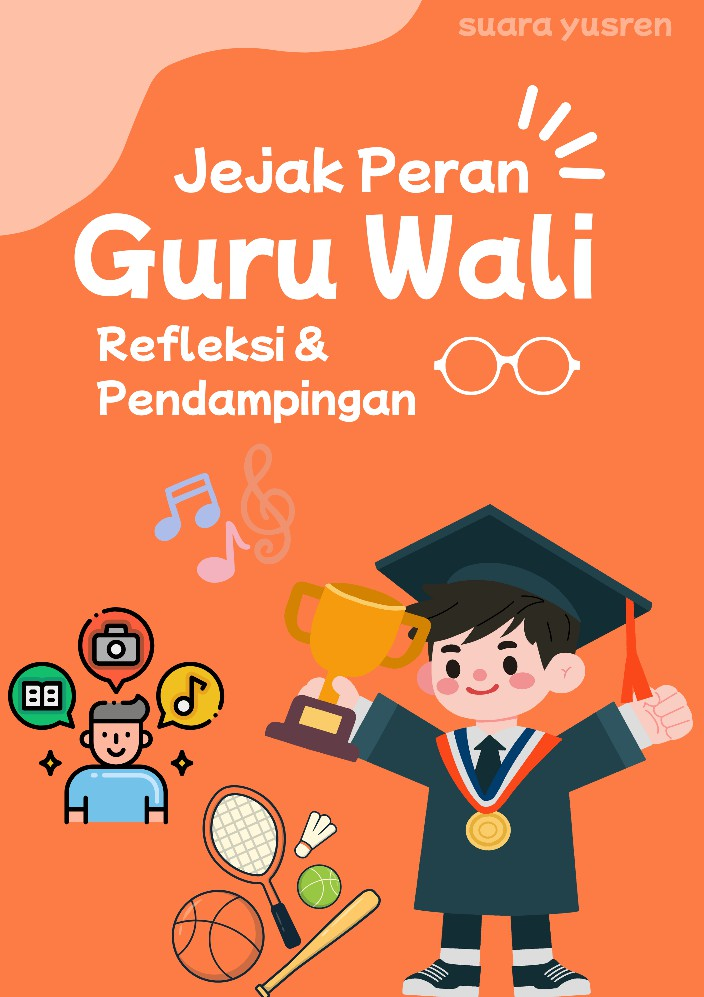 suara yusren
Jejak Peran
Guru Wali
Refleksi &
Pendampingan